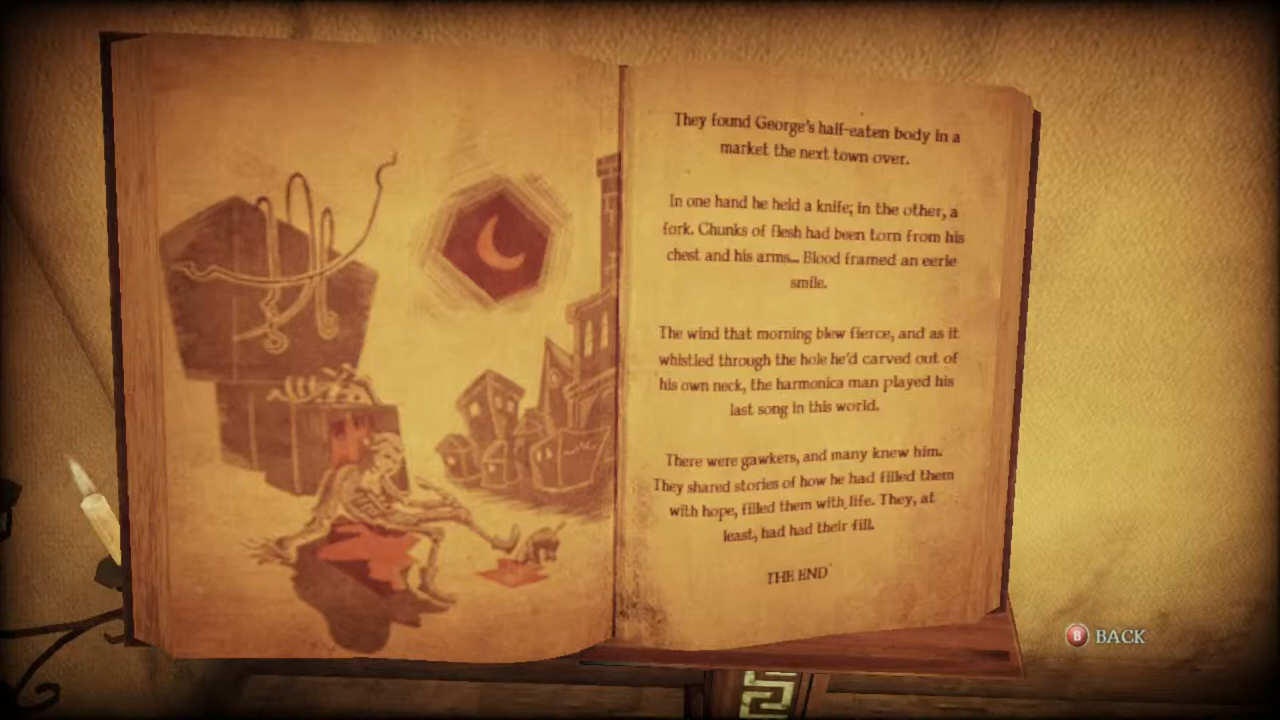 They found George's half-eaten body in a
market the next town over.
In one hand he held a knife; in the other, a
fork. Chunks of flesh had been torn from his
chest and his arms... Blood framed an eerie
smile.
The wind that morning blew fierce, and as it
whistled through the hole he'd carved out of
his own neck, the harmonica man played his
last song in this world.
There were gawkers, and many knew him.
They shared stories of how he had filled them
with hope, filled them with life. They, at
least, had had their fill.
THE END
B BACK